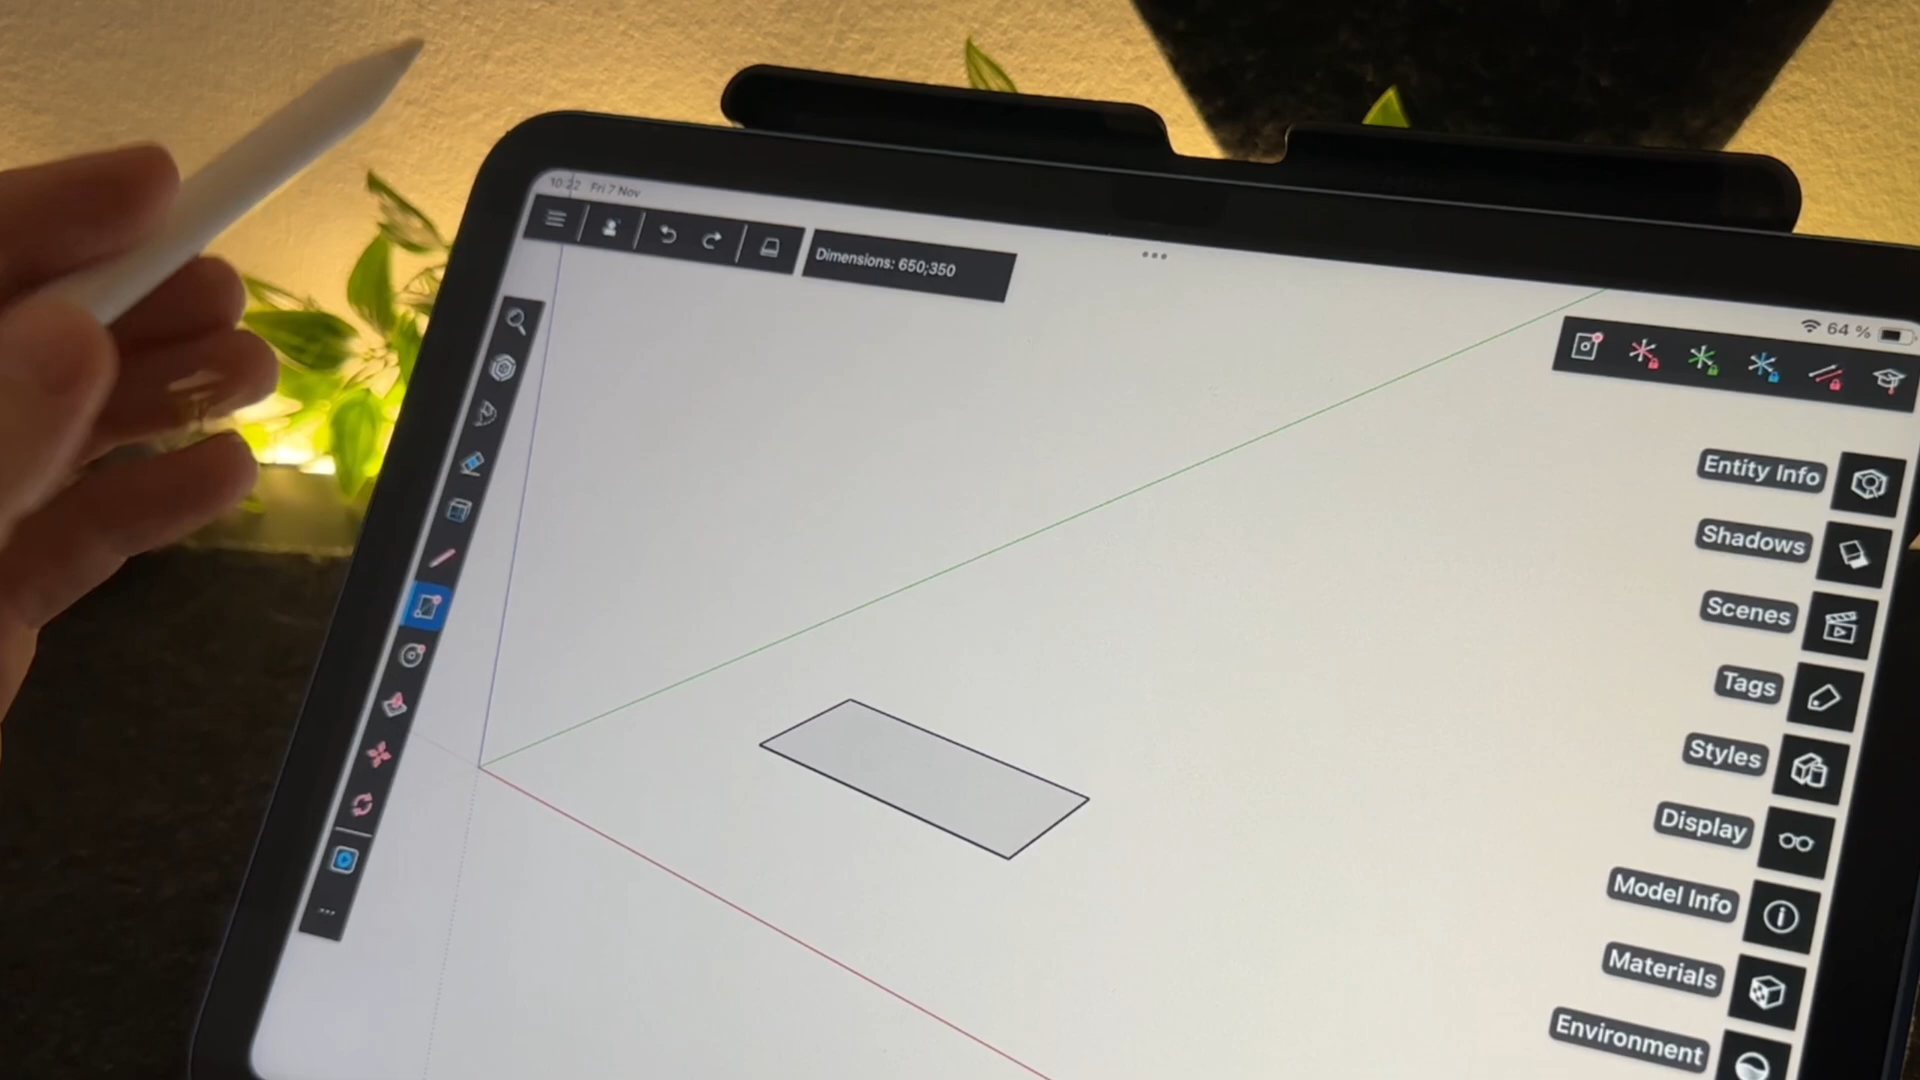 10:22 Fri 7 Nov
Dimensions: 650;350
64 %
Entity Info
Shadows
Scenes
Tags
Styles
Display
Model Info
Materials
Environment